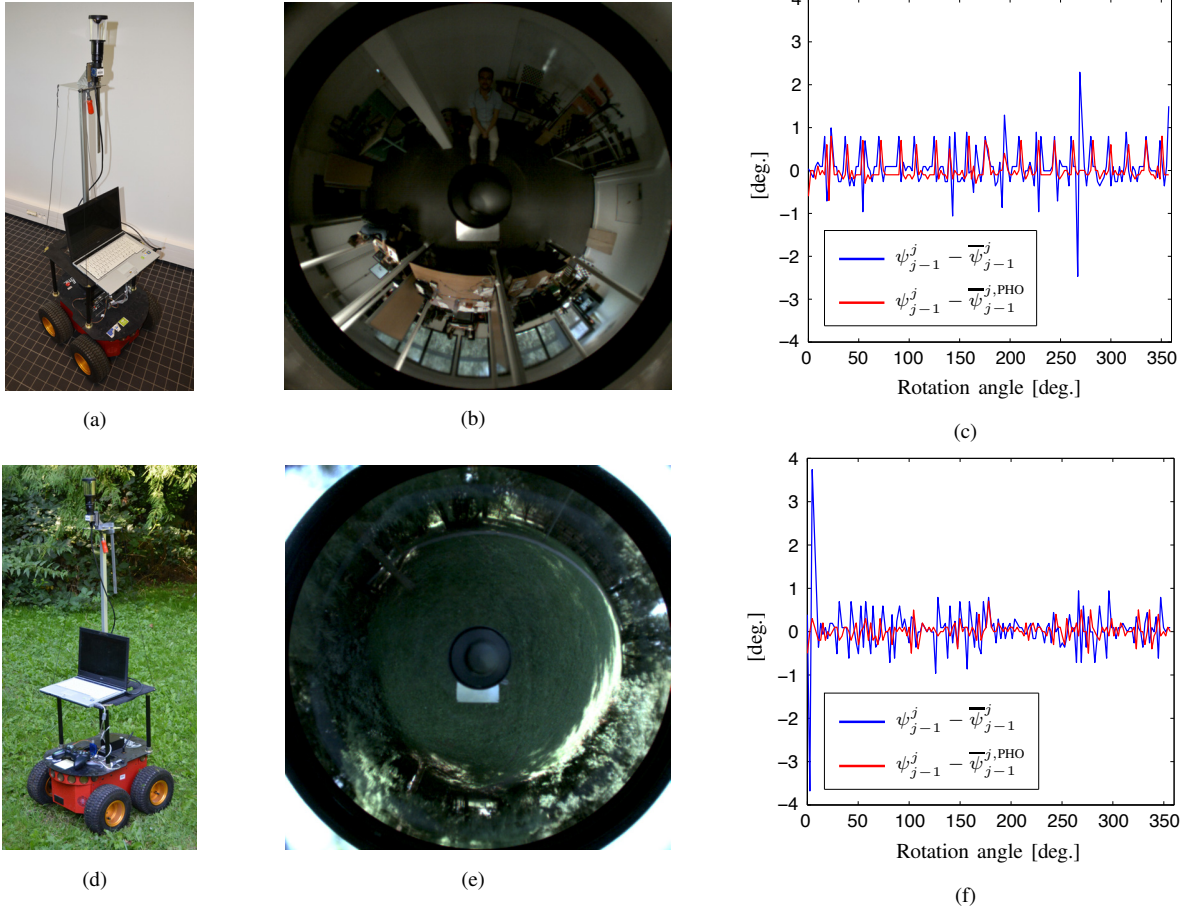 (a)
(b)
4
3
2
1
0
−1
−2
−3
−4
[deg.]
ψ^j_{j−1} − ψ̅^j_{j−1}
ψ^j_{j−1} − ψ̅^{j,PHO}_{j−1}
0 50 100 150 200 250 300 350
Rotation angle [deg.]
(c)
(d)
(e)
4
3
2
1
0
−1
−2
−3
−4
[deg.]
ψ^j_{j−1} − ψ̅^j_{j−1}
ψ^j_{j−1} − ψ̅^{j,PHO}_{j−1}
0 50 100 150 200 250 300 350
Rotation angle [deg.]
(f)